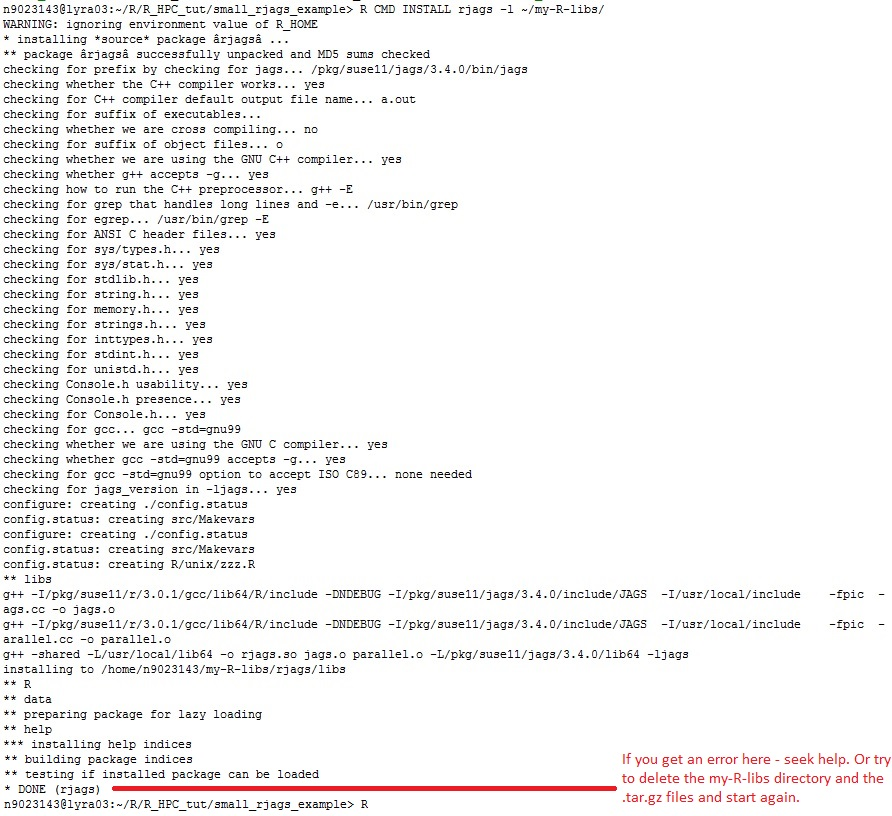 n9023143@lyra03:~/R/R_HPC_tut/small_rjags_example> R CMD INSTALL rjags -l ~/my-R-libs/
WARNING: ignoring environment value of R_HOME
* installing *source* package ârjagsâ ...
** package ârjagsâ successfully unpacked and MD5 sums checked
checking for prefix by checking for jags... /pkg/suse11/jags/3.4.0/bin/jags
checking whether the C++ compiler works... yes
checking for C++ compiler default output file name... a.out
checking for suffix of executables...
checking whether we are cross compiling... no
checking for suffix of object files... o
checking whether we are using the GNU C++ compiler... yes
checking whether g++ accepts -g... yes
checking how to run the C++ preprocessor... g++ -E
checking for grep that handles long lines and -e... /usr/bin/grep
checking for egrep... /usr/bin/grep -E
checking for ANSI C header files... yes
checking for sys/types.h... yes
checking for sys/stat.h... yes
checking for stdlib.h... yes
checking for string.h... yes
checking for memory.h... yes
checking for strings.h... yes
checking for inttypes.h... yes
checking for stdint.h... yes
checking for unistd.h... yes
checking Console.h usability... yes
checking Console.h presence... yes
checking for Console.h... yes
checking for gcc... gcc -std=gnu99
checking whether we are using the GNU C compiler... yes
checking whether gcc -std=gnu99 accepts -g... yes
checking for gcc -std=gnu99 option to accept ISO C89... none needed
checking for jags_version in -ljags... yes
configure: creating ./config.status
config.status: creating src/Makevars
configure: creating ./config.status
config.status: creating src/Makevars
config.status: creating R/unix/zzz.R
** libs
g++ -I/pkg/suse11/r/3.0.1/gcc/lib64/R/include -DNDEBUG -I/pkg/suse11/jags/3.4.0/include/JAGS  -I/usr/local/include    -fpic  -
ags.cc -o jags.o
g++ -I/pkg/suse11/r/3.0.1/gcc/lib64/R/include -DNDEBUG -I/pkg/suse11/jags/3.4.0/include/JAGS  -I/usr/local/include    -fpic  -
arallel.cc -o parallel.o
g++ -shared -L/usr/local/lib64 -o rjags.so jags.o parallel.o -L/pkg/suse11/jags/3.4.0/lib64 -ljags
installing to /home/n9023143/my-R-libs/rjags/libs
** R
** data
** preparing package for lazy loading
** help
*** installing help indices
** building package indices
** testing if installed package can be loaded
* DONE (rjags)
n9023143@lyra03:~/R/R_HPC_tut/small_rjags_example> R
If you get an error here - seek help. Or try
to delete the my-R-libs directory and the
.tar.gz files and start again.